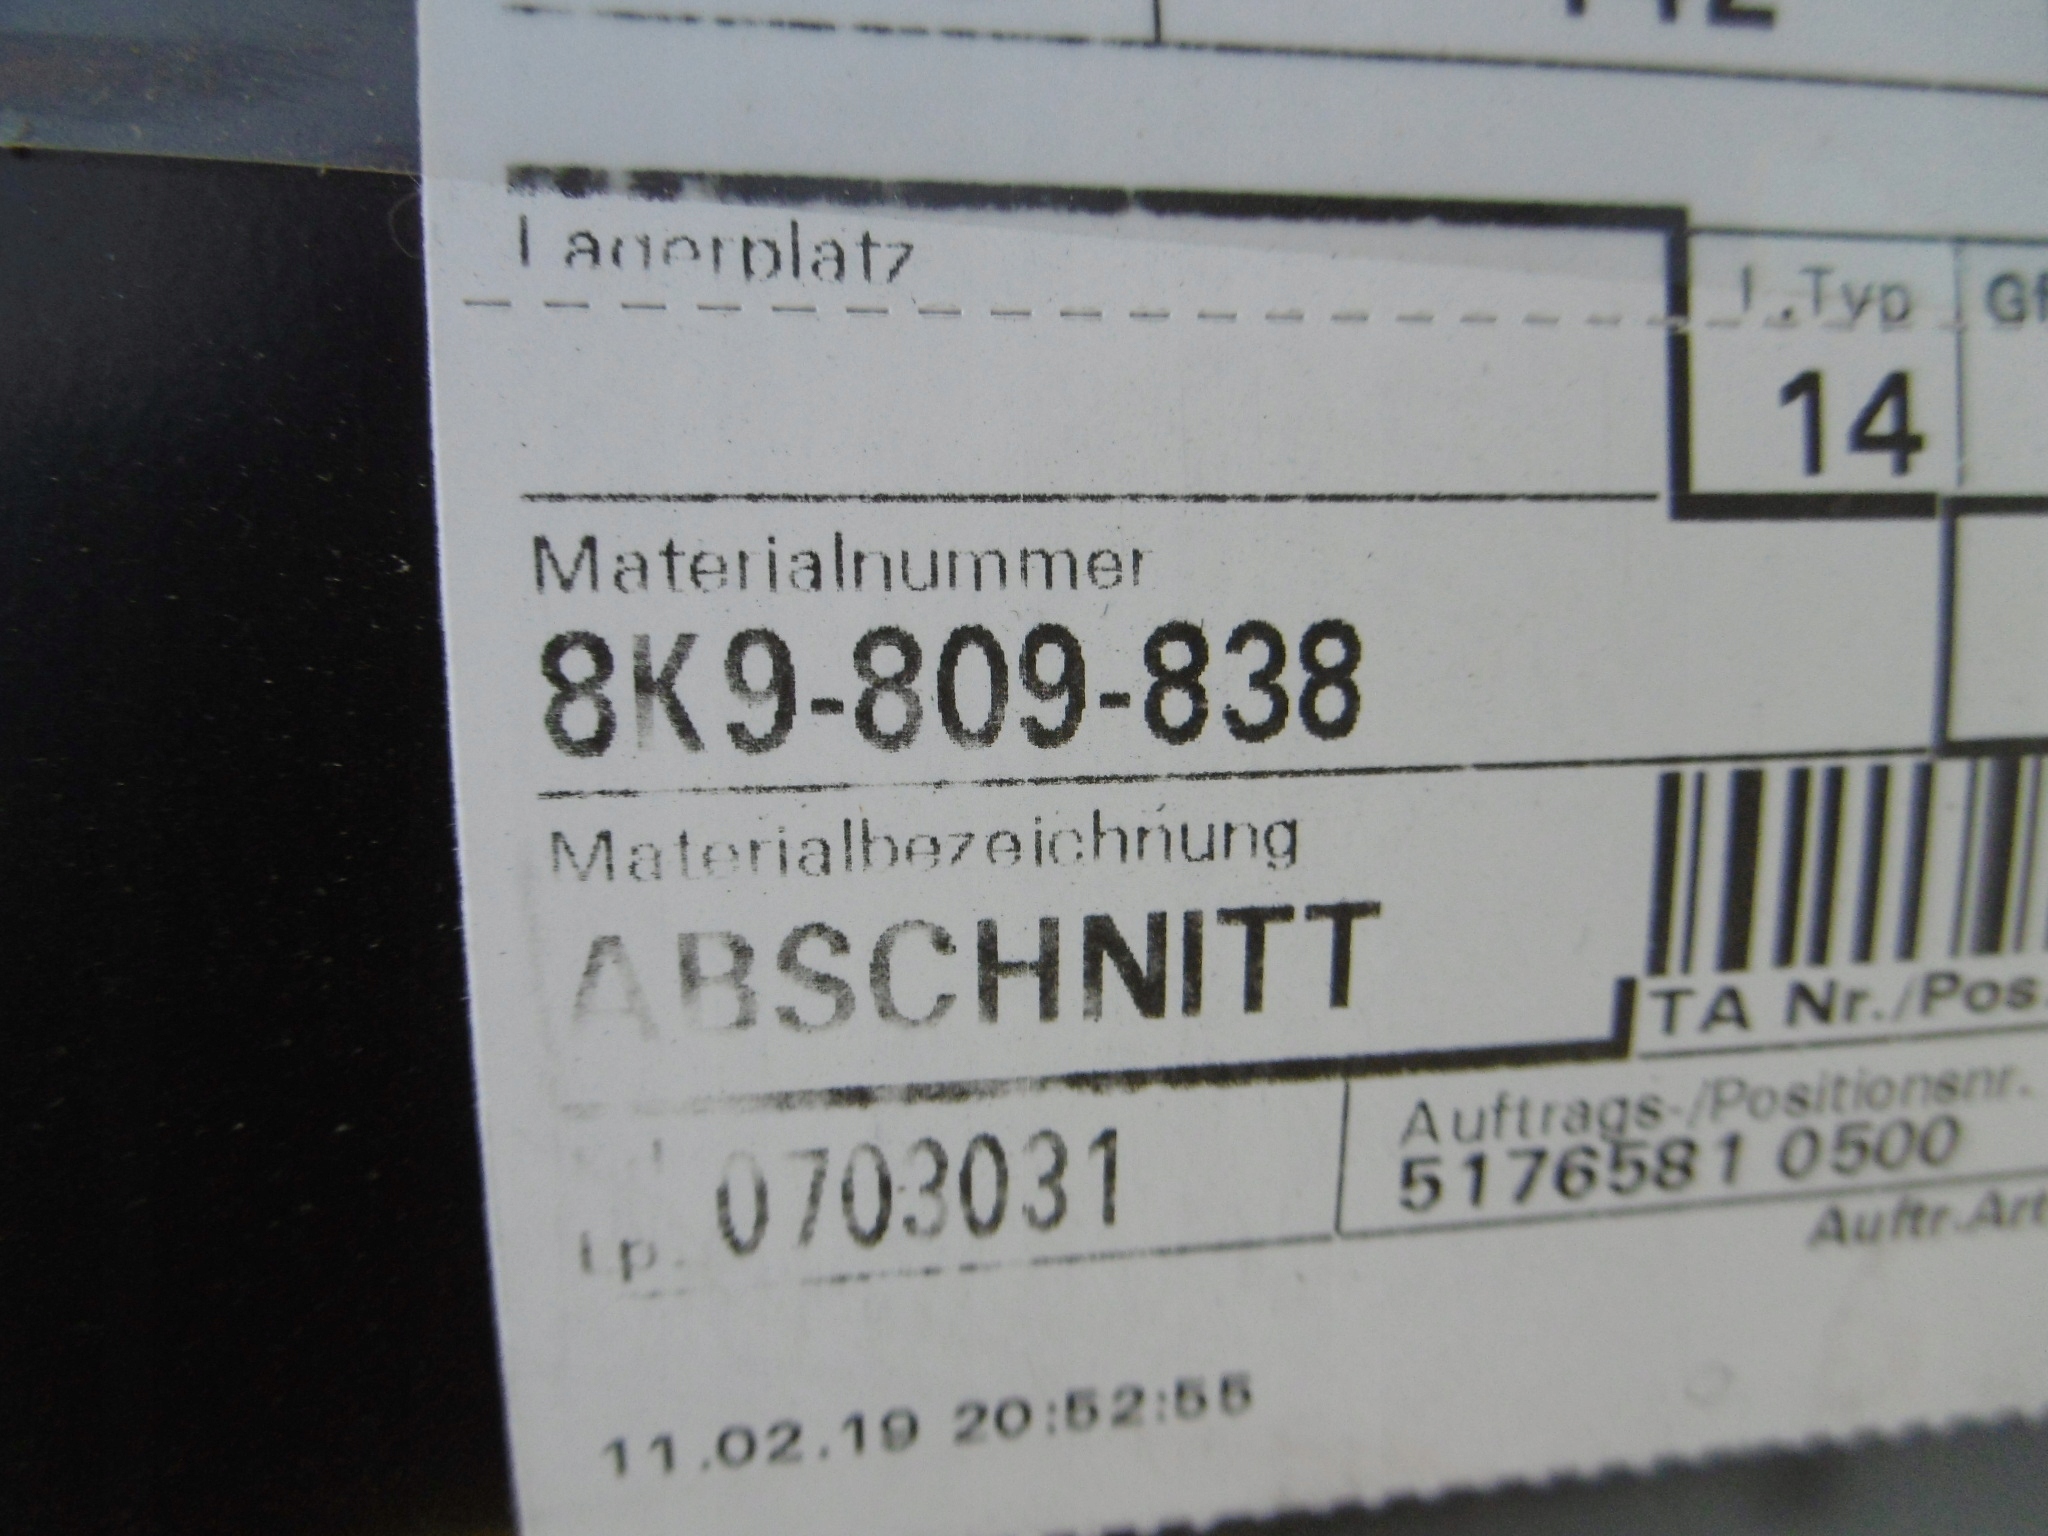 Lagerplatz
L.Typ
14
Materialnummer
8K9-809-838
Materialbezeichnung
ABSCHNITT
TA Nr./Pos.
0703031
Auftrags-/Positionsnr.
5176581 0500
Auftr.Art
11.02.19 20:52:55